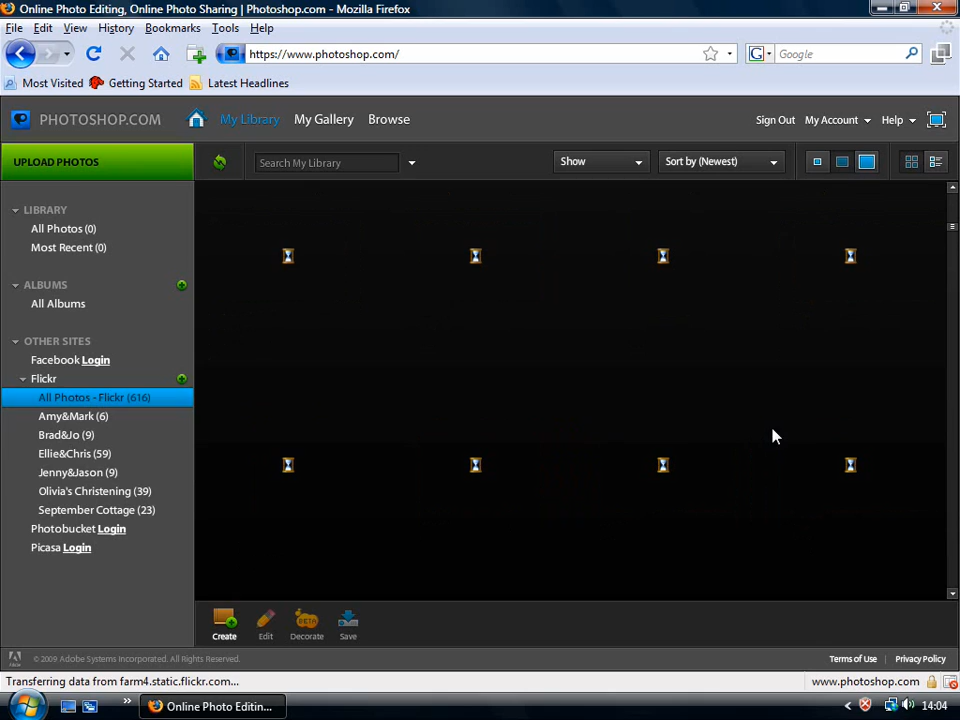 Online Photo Editing, Online Photo Sharing | Photoshop.com - Mozilla Firefox
File Edit View History Bookmarks Tools Help
https://www.photoshop.com/
Google
Most Visited Getting Started Latest Headlines
PHOTOSHOP.COM My Library My Gallery Browse Sign Out My Account Help
UPLOAD PHOTOS Search My Library Show Sort by (Newest)
LIBRARY
All Photos (0)
Most Recent (0)
ALBUMS
All Albums
OTHER SITES
Facebook Login
Flickr
All Photos - Flickr (616)
Amy&Mark (6)
Brad&Jo (9)
Ellie&Chris (59)
Jenny&Jason (9)
Olivia's Christening (39)
September Cottage (23)
Photobucket Login
Picasa Login
BETA
Create Edit Decorate Save
© 2009 Adobe Systems Incorporated. All Rights Reserved. Terms of Use Privacy Policy
Transferring data from farm4.static.flickr.com... www.photoshop.com
Online Photo Editin... 14:04